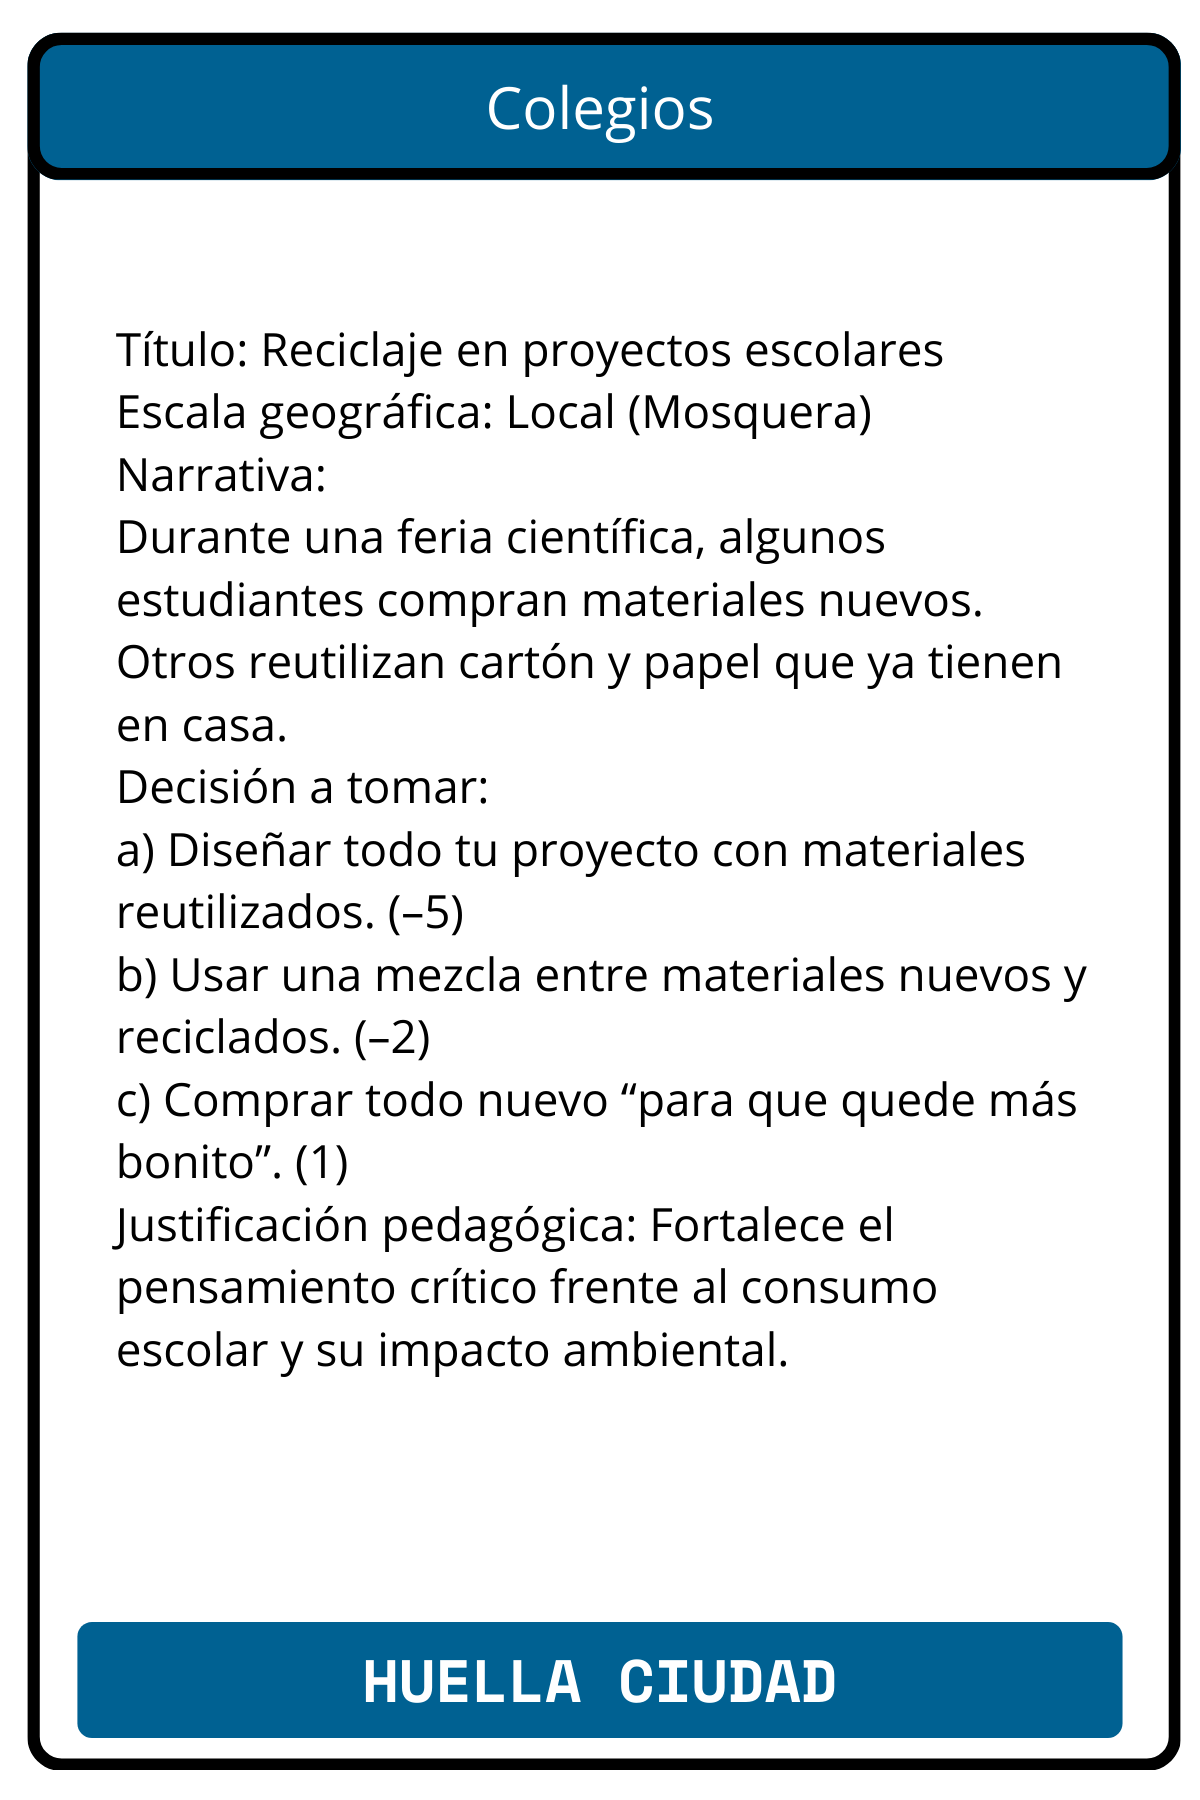 Colegios
Título: Reciclaje en proyectos escolares
Escala geográfica: Local (Mosquera)
Narrativa:
Durante una feria científica, algunos
estudiantes compran materiales nuevos.
Otros reutilizan cartón y papel que ya tienen
en casa.
Decisión a tomar:
a) Diseñar todo tu proyecto con materiales
reutilizados. (–5)
b) Usar una mezcla entre materiales nuevos y
reciclados. (–2)
c) Comprar todo nuevo “para que quede más
bonito”. (1)
Justificación pedagógica: Fortalece el
pensamiento crítico frente al consumo
escolar y su impacto ambiental.
HUELLA CIUDAD